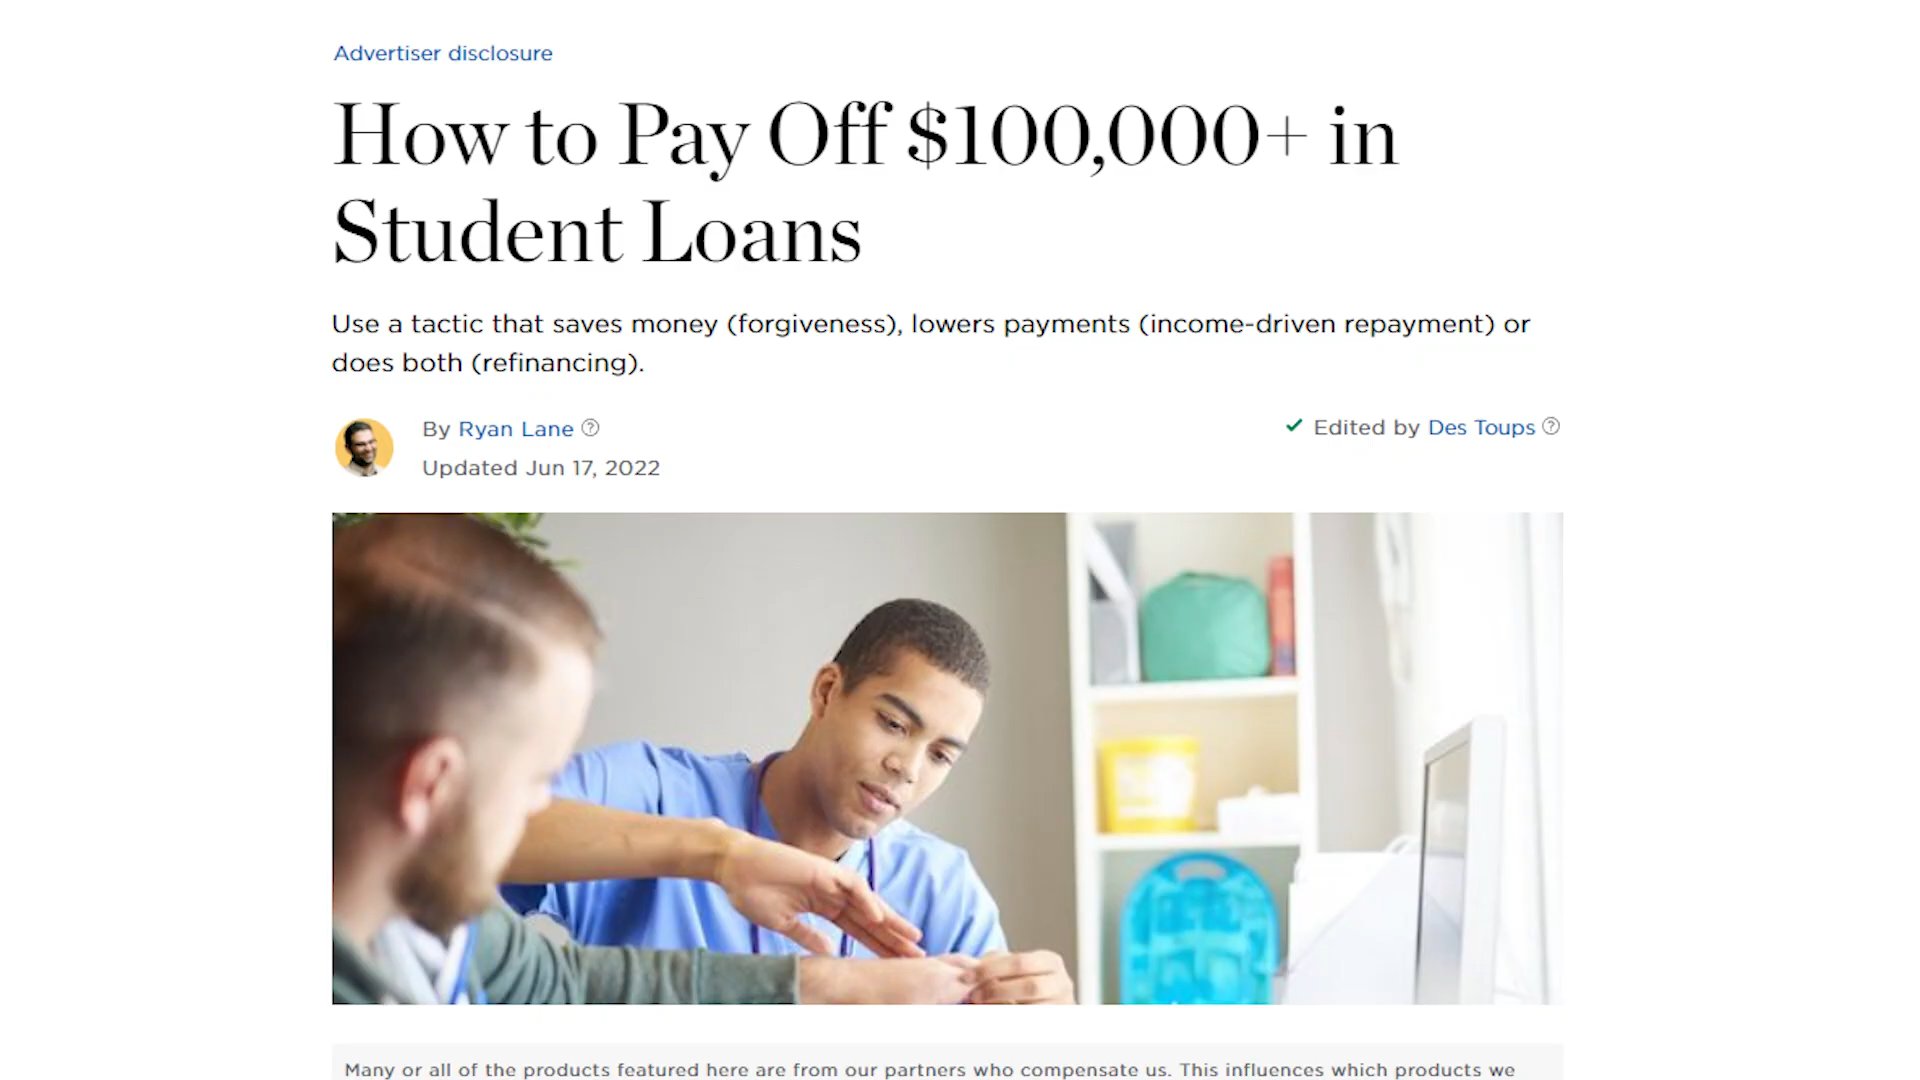 Advertiser disclosure
How to Pay Off $100,000+ in
Student Loans
Use a tactic that saves money (forgiveness), lowers payments (income-driven repayment) or
does both (refinancing).
By Ryan Lane ?
Updated Jun 17, 2022
✓ Edited by Des Toups ?
Many or all of the products featured here are from our partners who compensate us. This influences which products we